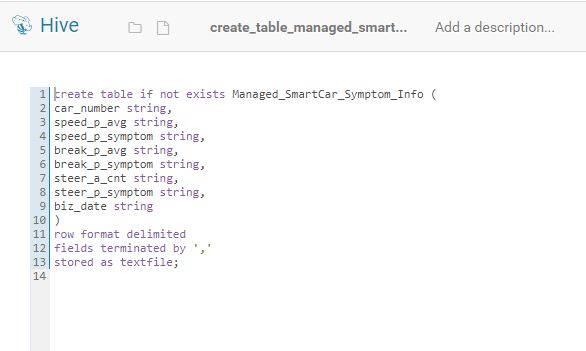 Hive create_table_managed_smart... Add a description...
1 create table if not exists Managed_SmartCar_Symptom_Info (
2 car_number string,
3 speed_p_avg string,
4 speed_p_symptom string,
5 break_p_avg string,
6 break_p_symptom string,
7 steer_a_cnt string,
8 steer_p_symptom string,
9 biz_date string
10 )
11 row format delimited
12 fields terminated by ','
13 stored as textfile;
14